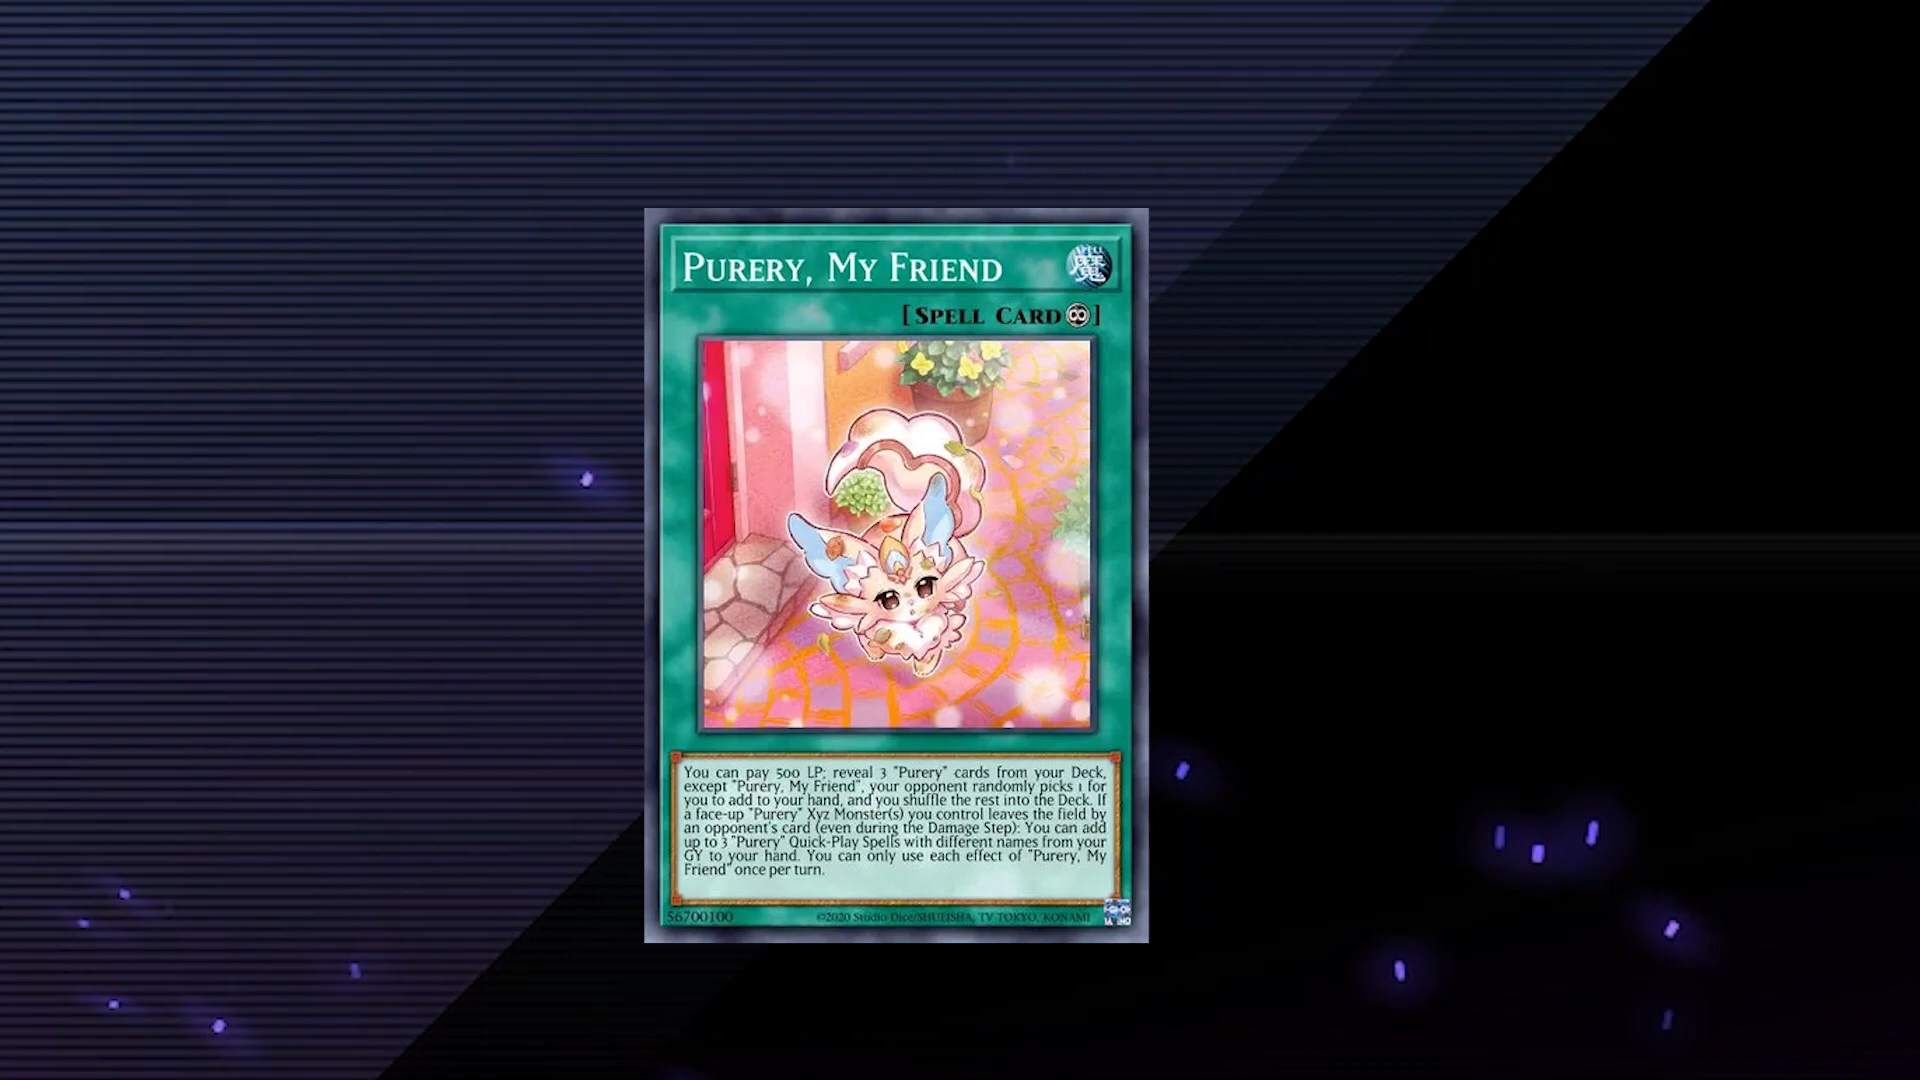 PURERY, MY FRIEND
魔
[SPELL CARD]
You can pay 500 LP; reveal 3 "Purery" cards from your Deck,
except "Purery, My Friend", your opponent randomly picks 1 for
you to add to your hand, and you shuffle the rest into the Deck. If
a face-up "Purery" Xyz Monster(s) you control leaves the field by
an opponent's card (even during the Damage Step): You can add
up to 3 "Purery" Quick-Play Spells with different names from your
GY to your hand. You can only use each effect of "Purery, My
Friend" once per turn.
56700100 ©2020 Studio Dice/SHUEISHA, TV TOKYO, KONAMI